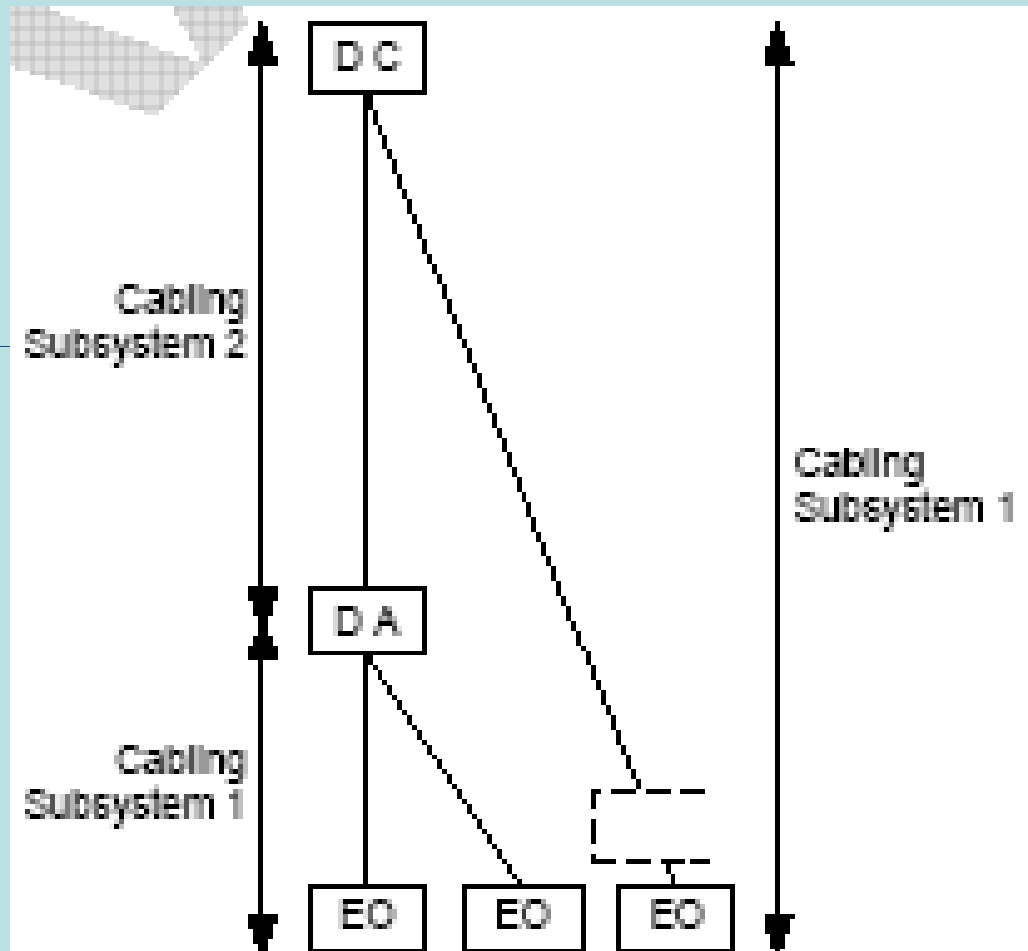 D C
Cabling
Subsystem 2
Cabling
Subsystem 1
D A
Cabling
Subsystem 1
EO
EO
EO